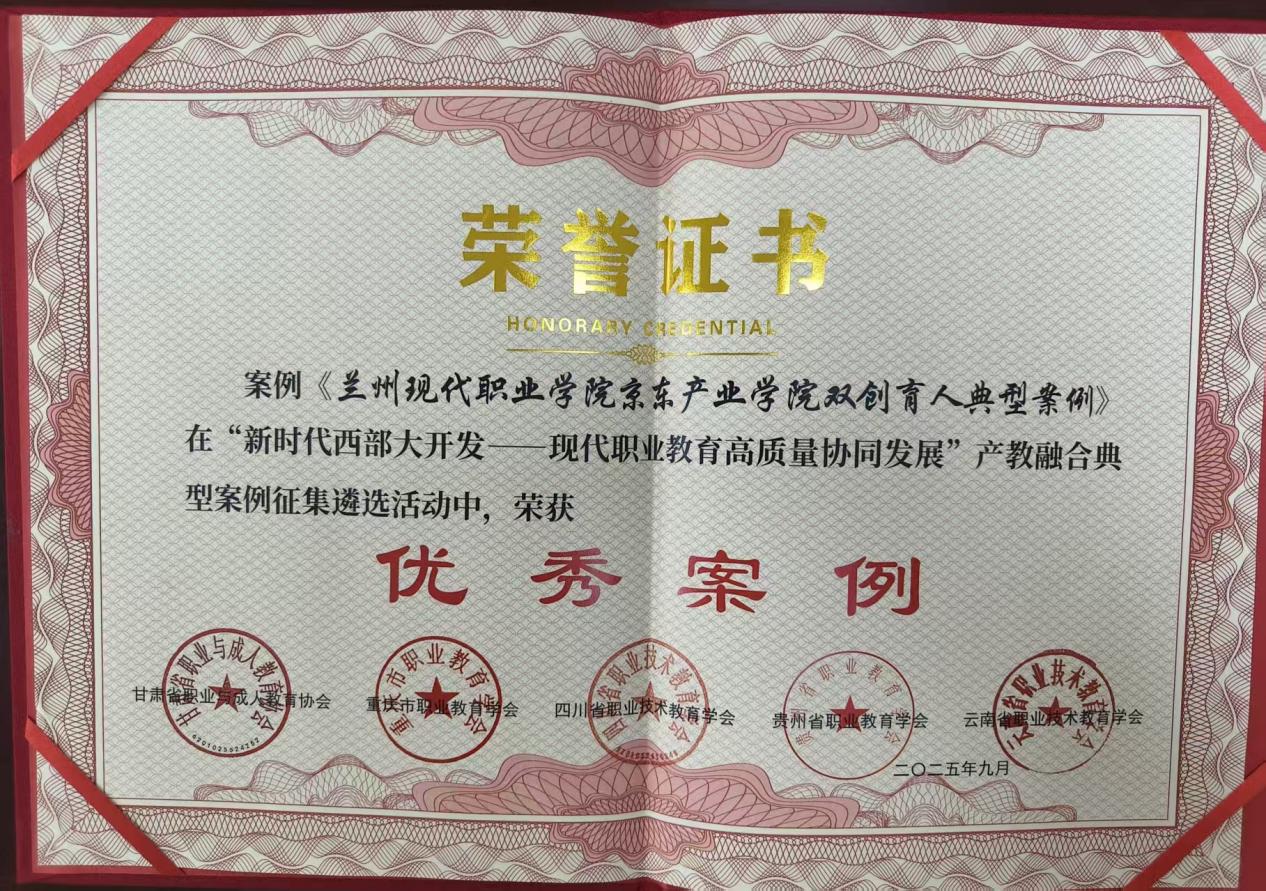 荣誉证书
HONORARY CREDENTIAL
案例《兰州现代职业学院京东产业学院双创育人典型案例》
在“新时代西部大开发——现代职业教育高质量协同发展”产教融合典
型案例征集遴选活动中，荣获
优秀案例
甘肃省职业与成人教育协会
重庆市职业教育学会
四川省职业技术教育学会
贵州省职业教育学会
云南省职业技术教育学会
二〇二五年九月